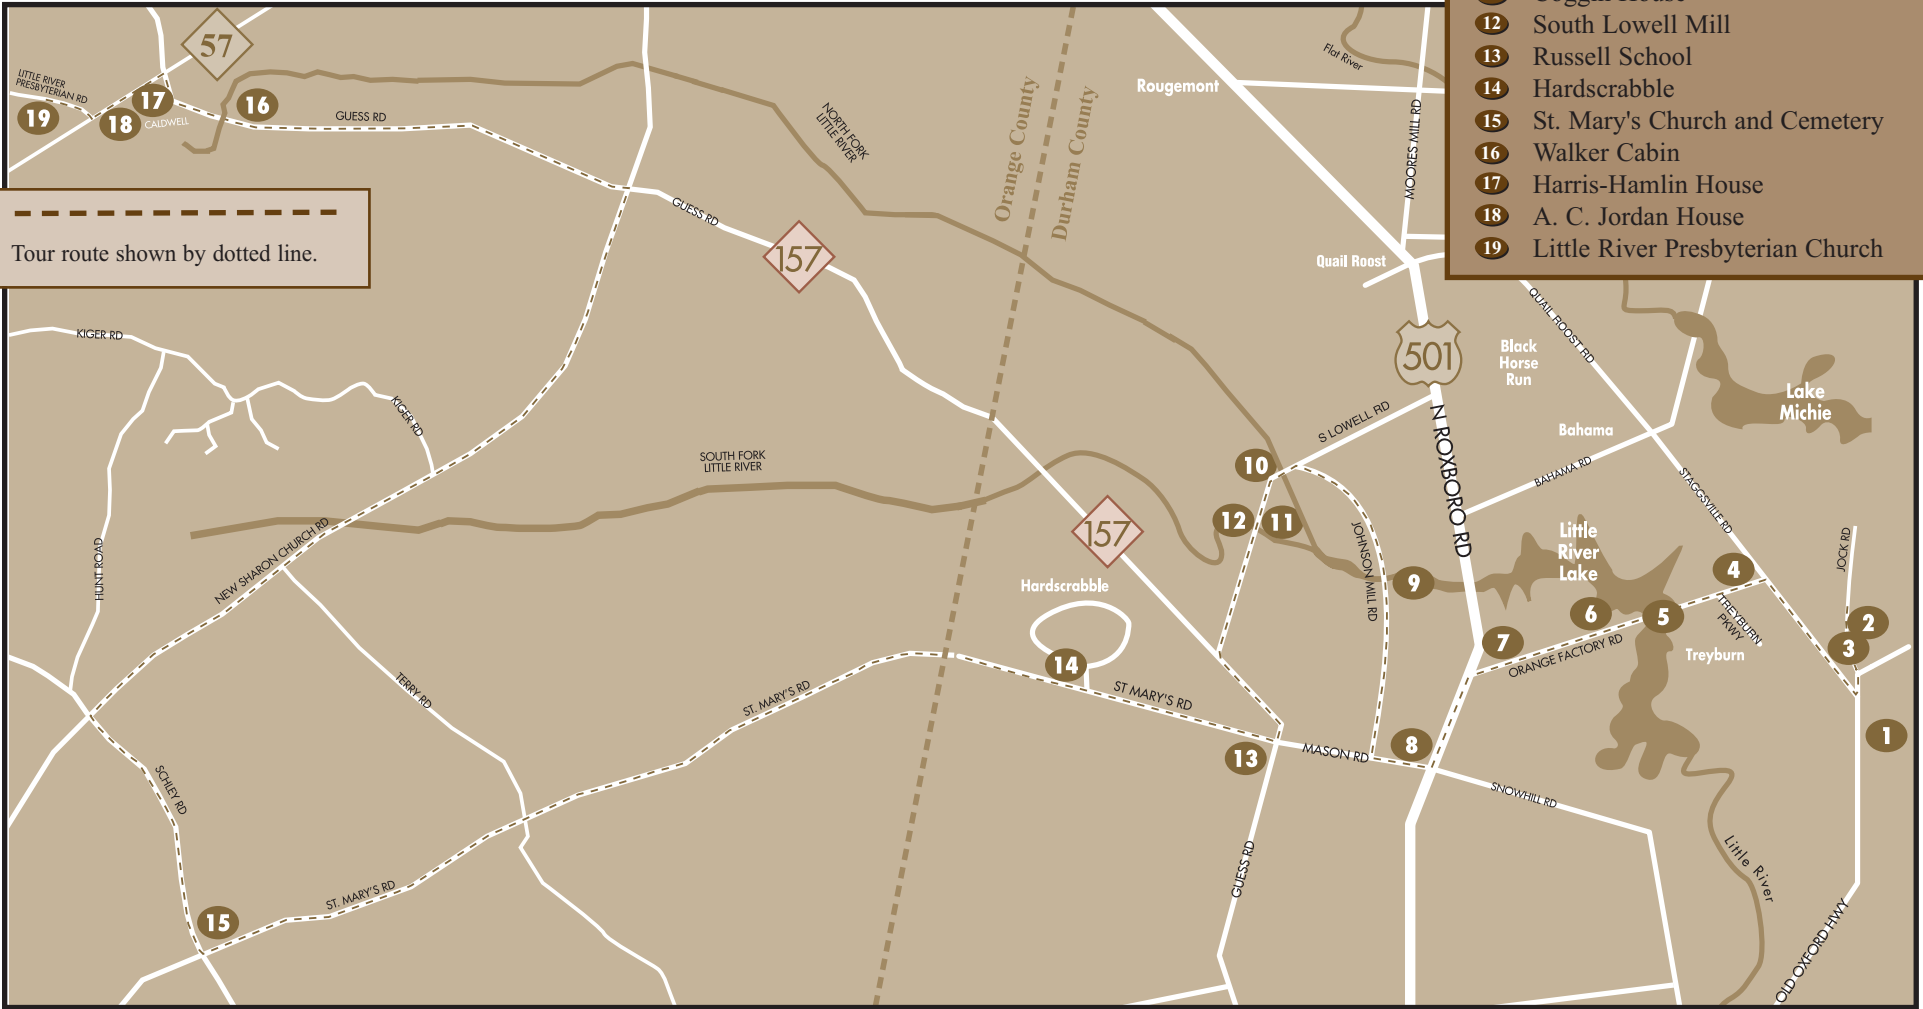 Coggin House
12 South Lowell Mill
13 Russell School
14 Hardscrabble
15 St. Mary's Church and Cemetery
16 Walker Cabin
17 Harris-Hamlin House
18 A. C. Jordan House
19 Little River Presbyterian Church
57
LITTLE RIVER
PRESBYTERIAN RD
19
18
17
CALDWELL
16
GUESS RD
NORTH FORK
LITTLE RIVER
Orange County
Durham County
Rougemont
Flat River
MOORES MILL RD
Tour route shown by dotted line.
GUESS RD
157
Quail Roost
501
Black
Horse
Run
QUAIL ROOST RD
Lake
Michie
KIGER RD
KIGER RD
S LOWELL RD
N ROXBORO RD
Bahama
BAHAMA RD
STAGGSVILLE RD
SOUTH FORK
LITTLE RIVER
10
12
11
157
JOHNSON MILL RD
Little
River
Lake
JOCK RD
HUNT ROAD
NEW SHARON CHURCH RD
Hardscrabble
9
4
6
5
TREYBURN
PKWY
2
3
7
ORANGE FACTORY RD
Treyburn
14
TERRY RD
ST. MARY'S RD
ST MARY'S RD
13
MASON RD
8
1
SCHLEY RD
SNOWHILL RD
GUESS RD
Little River
ST. MARY'S RD
15
OLD OXFORD HWY